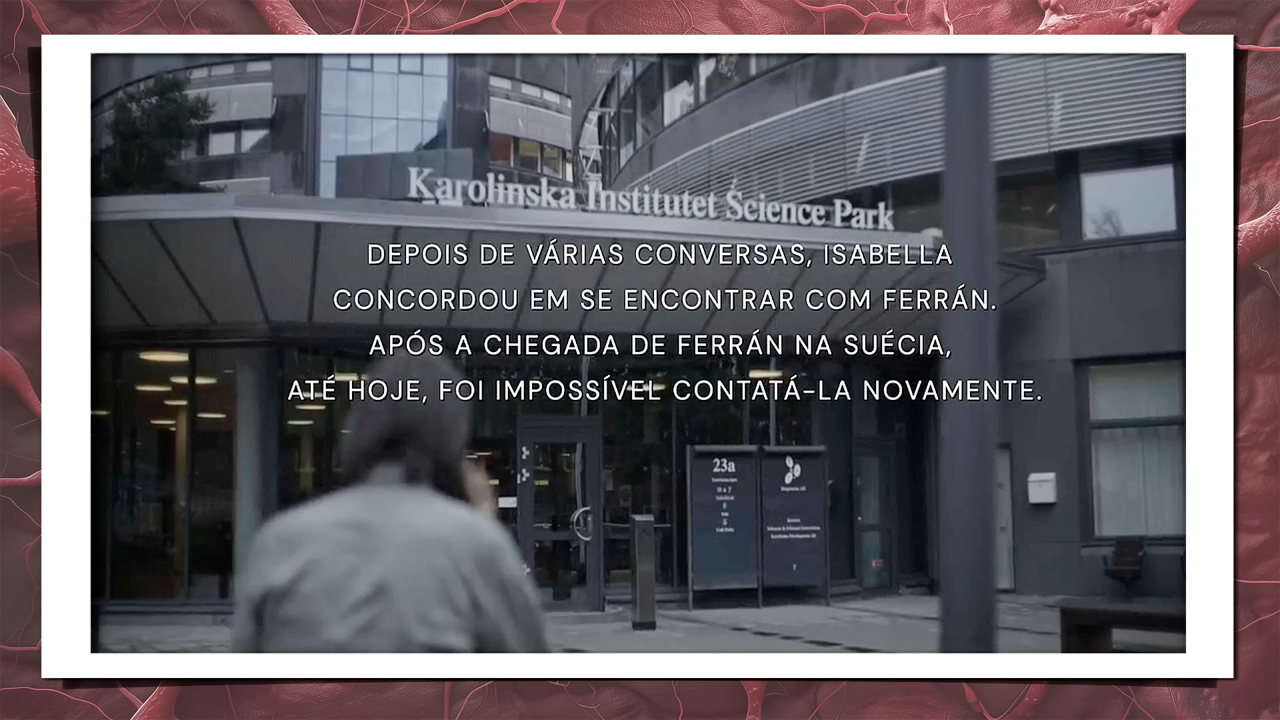 Karolinska Institutet Science Park
DEPOIS DE VÁRIAS CONVERSAS, ISABELLA
CONCORDOU EM SE ENCONTRAR COM FERRÁN.
APÓS A CHEGADA DE FERRÁN NA SUÉCIA,
ATÉ HOJE, FOI IMPOSSÍVEL CONTATÁ-LA NOVAMENTE.
23a